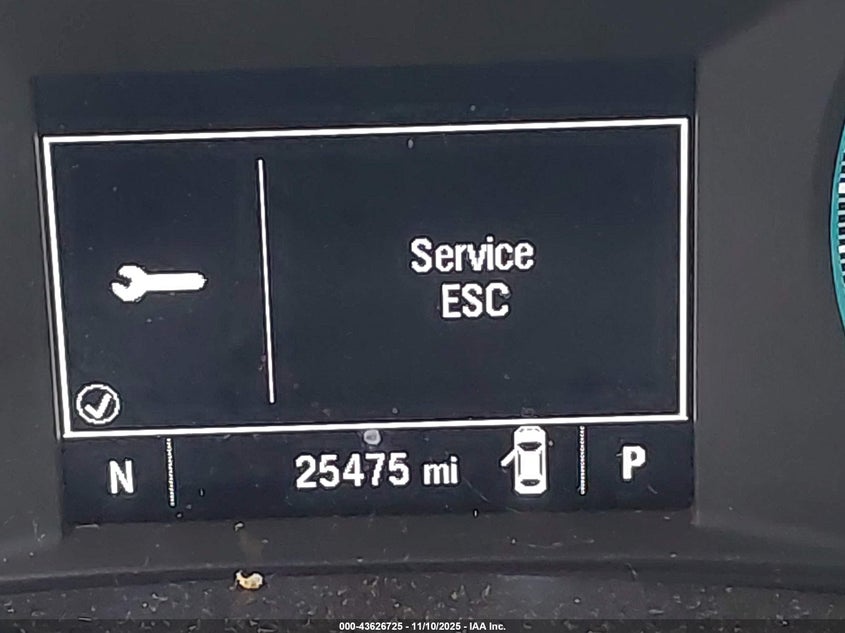 Service
ESC
N 25475 mi P
000-43626725 - 11/10/2025 - IAA Inc.